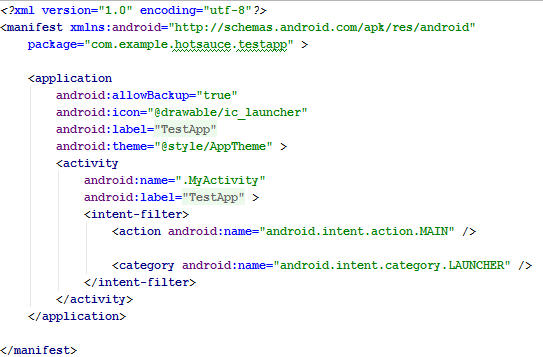 <?xml version="1.0" encoding="utf-8"?>
<manifest xmlns:android="http://schemas.android.com/apk/res/android"
    package="com.example.hotsauce.testapp" >

    <application
        android:allowBackup="true"
        android:icon="@drawable/ic_launcher"
        android:label="TestApp"
        android:theme="@style/AppTheme" >
        <activity
            android:name=".MyActivity"
            android:label="TestApp" >
            <intent-filter>
                <action android:name="android.intent.action.MAIN" />

                <category android:name="android.intent.category.LAUNCHER" />
            </intent-filter>
        </activity>
    </application>

</manifest>